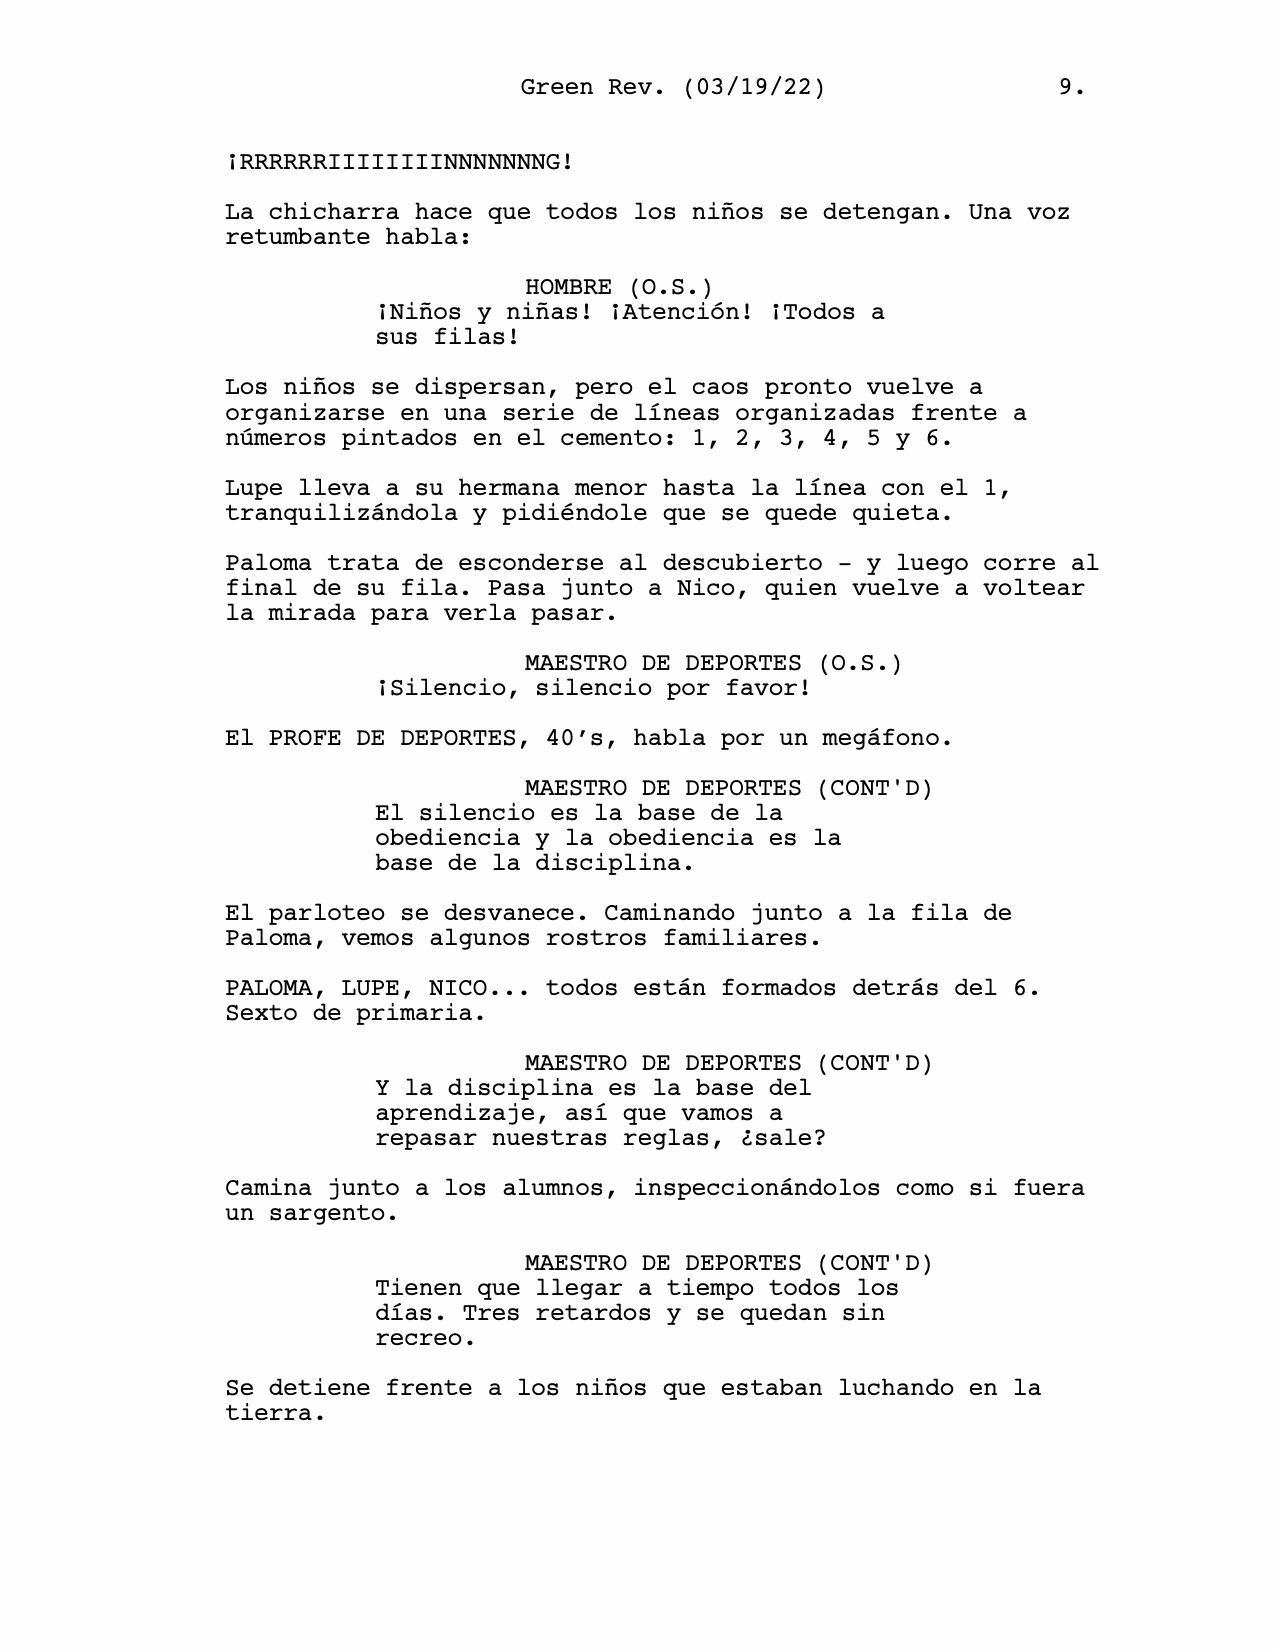 Green Rev. (03/19/22) 9.
¡RRRRRRIIIIIIIINNNNNNNG!
La chicharra hace que todos los niños se detengan. Una voz
retumbante habla:
HOMBRE (O.S.)
¡Niños y niñas! ¡Atención! ¡Todos a
sus filas!
Los niños se dispersan, pero el caos pronto vuelve a
organizarse en una serie de líneas organizadas frente a
números pintados en el cemento: 1, 2, 3, 4, 5 y 6.
Lupe lleva a su hermana menor hasta la línea con el 1,
tranquilizándola y pidiéndole que se quede quieta.
Paloma trata de esconderse al descubierto – y luego corre al
final de su fila. Pasa junto a Nico, quien vuelve a voltear
la mirada para verla pasar.
MAESTRO DE DEPORTES (O.S.)
¡Silencio, silencio por favor!
El PROFE DE DEPORTES, 40’s, habla por un megáfono.
MAESTRO DE DEPORTES (CONT'D)
El silencio es la base de la
obediencia y la obediencia es la
base de la disciplina.
El parloteo se desvanece. Caminando junto a la fila de
Paloma, vemos algunos rostros familiares.
PALOMA, LUPE, NICO... todos están formados detrás del 6.
Sexto de primaria.
MAESTRO DE DEPORTES (CONT'D)
Y la disciplina es la base del
aprendizaje, así que vamos a
repasar nuestras reglas, ¿sale?
Camina junto a los alumnos, inspeccionándolos como si fuera
un sargento.
MAESTRO DE DEPORTES (CONT'D)
Tienen que llegar a tiempo todos los
días. Tres retardos y se quedan sin
recreo.
Se detiene frente a los niños que estaban luchando en la
tierra.